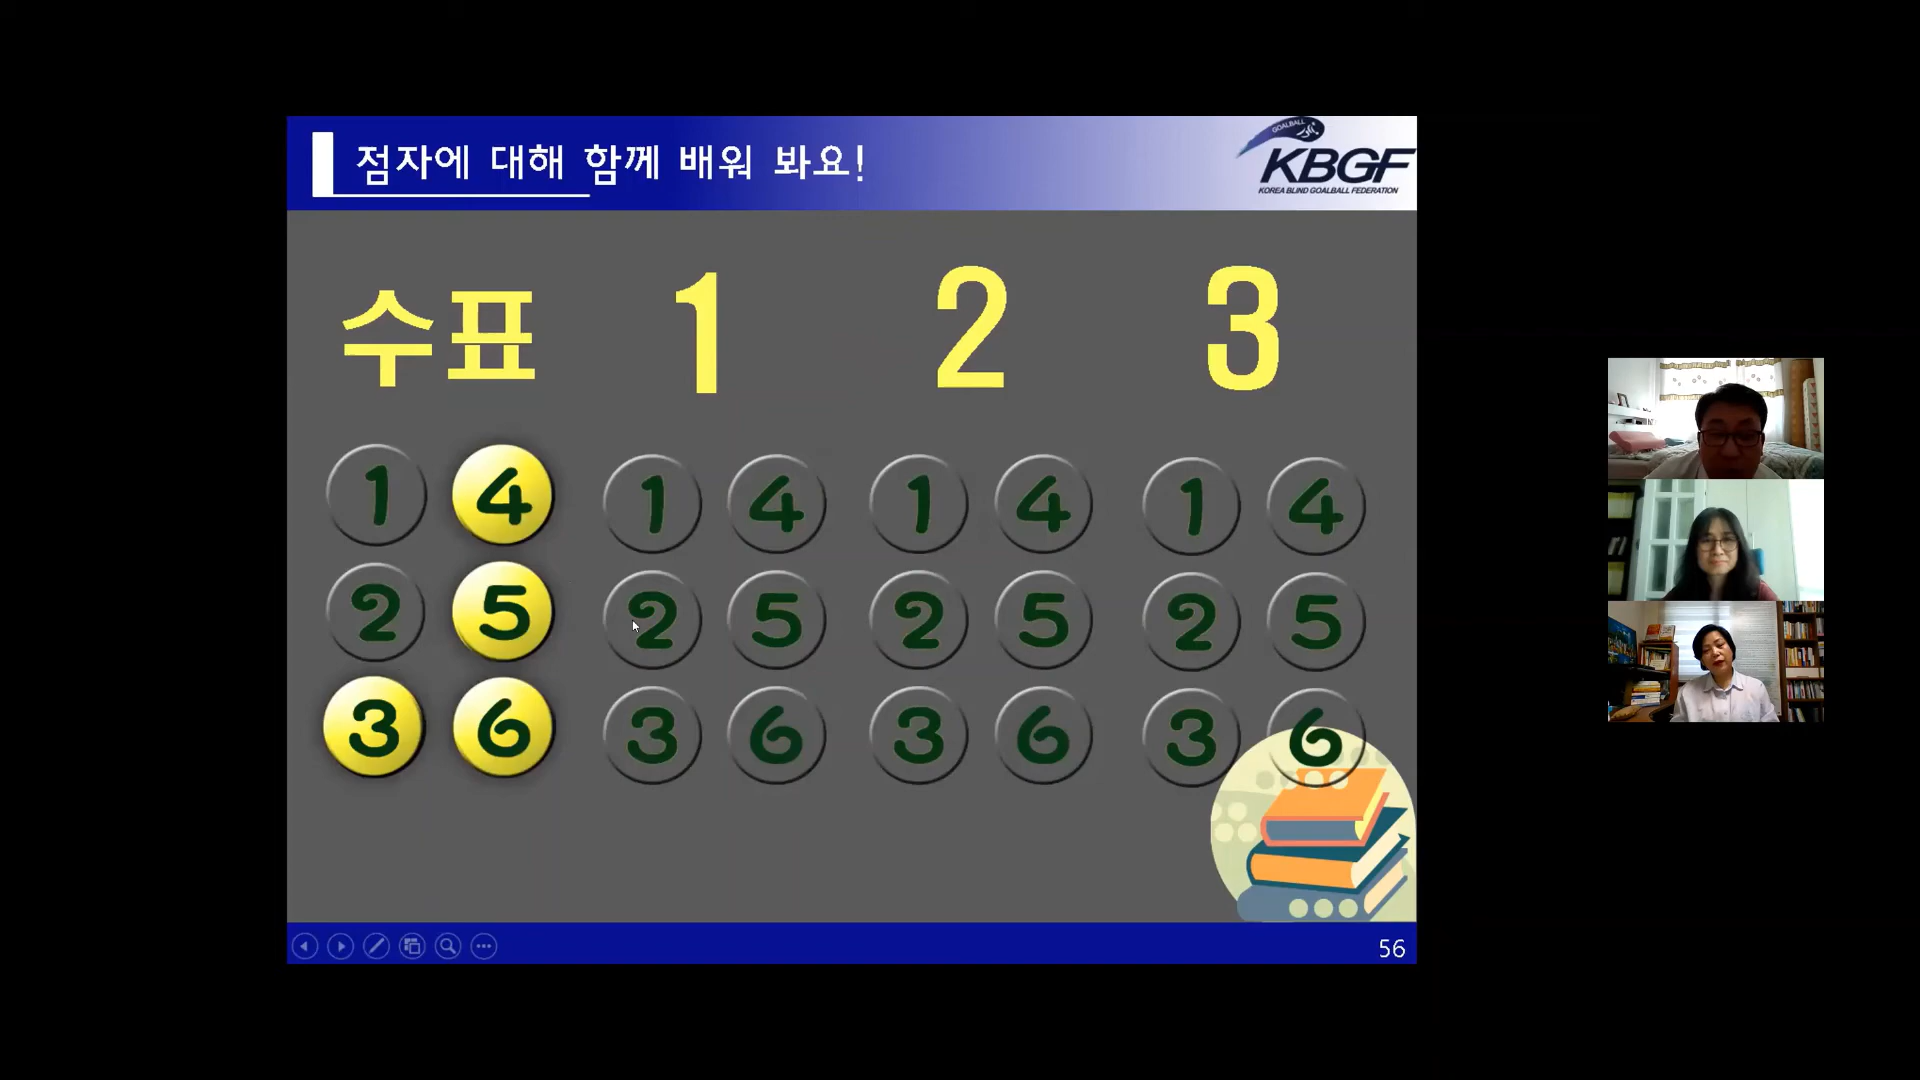 점자에 대해 함께 배워 봐요!
GOALBALL
KBGF
KOREA BLIND GOALBALL FEDERATION
수표 1 2 3
1 4 1 4 1 4 1 4
2 5 2 5 2 5 2 5
3 6 3 6 3 6 3 6
56